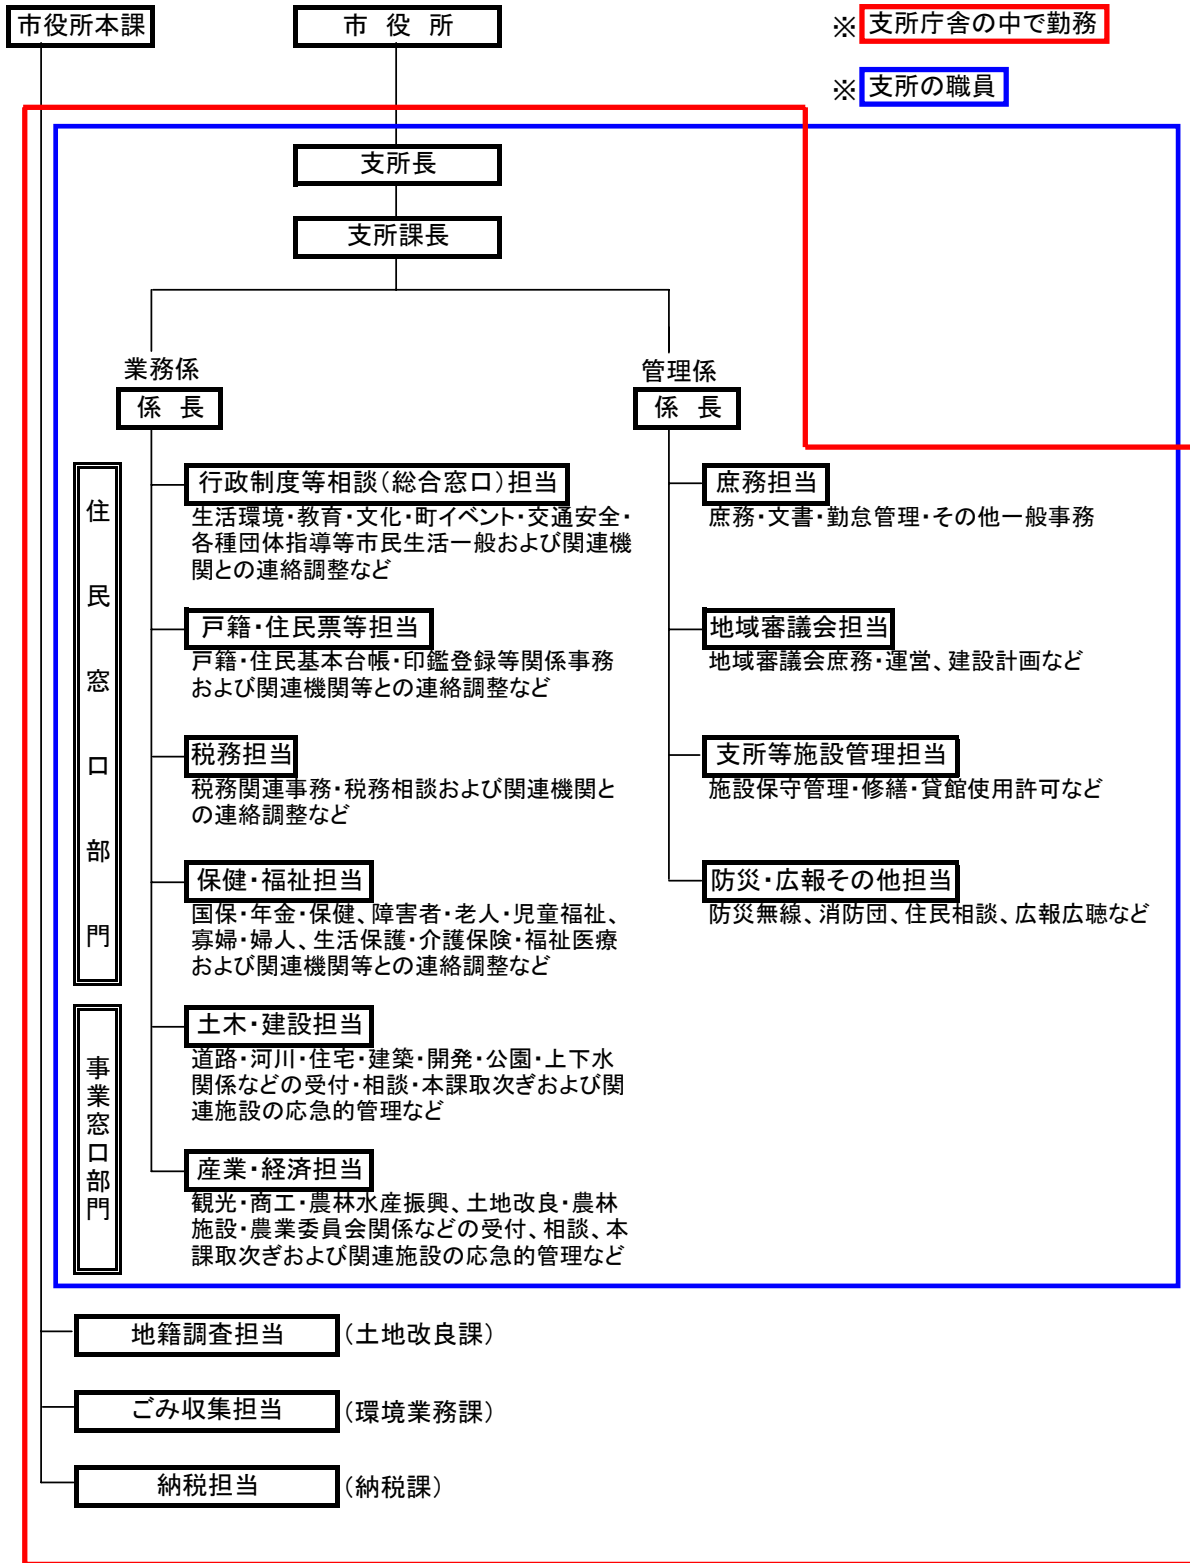 市役所本課
市役所
※ 支所庁舎の中で勤務
※ 支所の職員
支所長
支所課長
業務係
係長
管理係
係長
住民窓口部門
行政制度等相談(総合窓口)担当
生活環境・教育・文化・町イベント・交通安全・
各種団体指導等市民生活一般および関連機
関との連絡調整など
戸籍・住民票等担当
戸籍・住民基本台帳・印鑑登録等関係事務
および関連機関等との連絡調整など
税務担当
税務関連事務・税務相談および関連機関と
の連絡調整など
保健・福祉担当
国保・年金・保健、障害者・老人・児童福祉、
寡婦・婦人、生活保護・介護保険・福祉医療
および関連機関等との連絡調整など
事業窓口部門
土木・建設担当
道路・河川・住宅・建築・開発・公園・上下水
関係などの受付・相談・本課取次ぎおよび関
連施設の応急的管理など
産業・経済担当
観光・商工・農林水産振興、土地改良・農林
施設・農業委員会関係などの受付、相談、本
課取次ぎおよび関連施設の応急的管理など
庶務担当
庶務・文書・勤怠管理・その他一般事務
地域審議会担当
地域審議会庶務・運営、建設計画など
支所等施設管理担当
施設保守管理・修繕・貸館使用許可など
防災・広報その他担当
防災無線、消防団、住民相談、広報広聴など
地籍調査担当 (土地改良課)
ごみ収集担当 (環境業務課)
納税担当 (納税課)